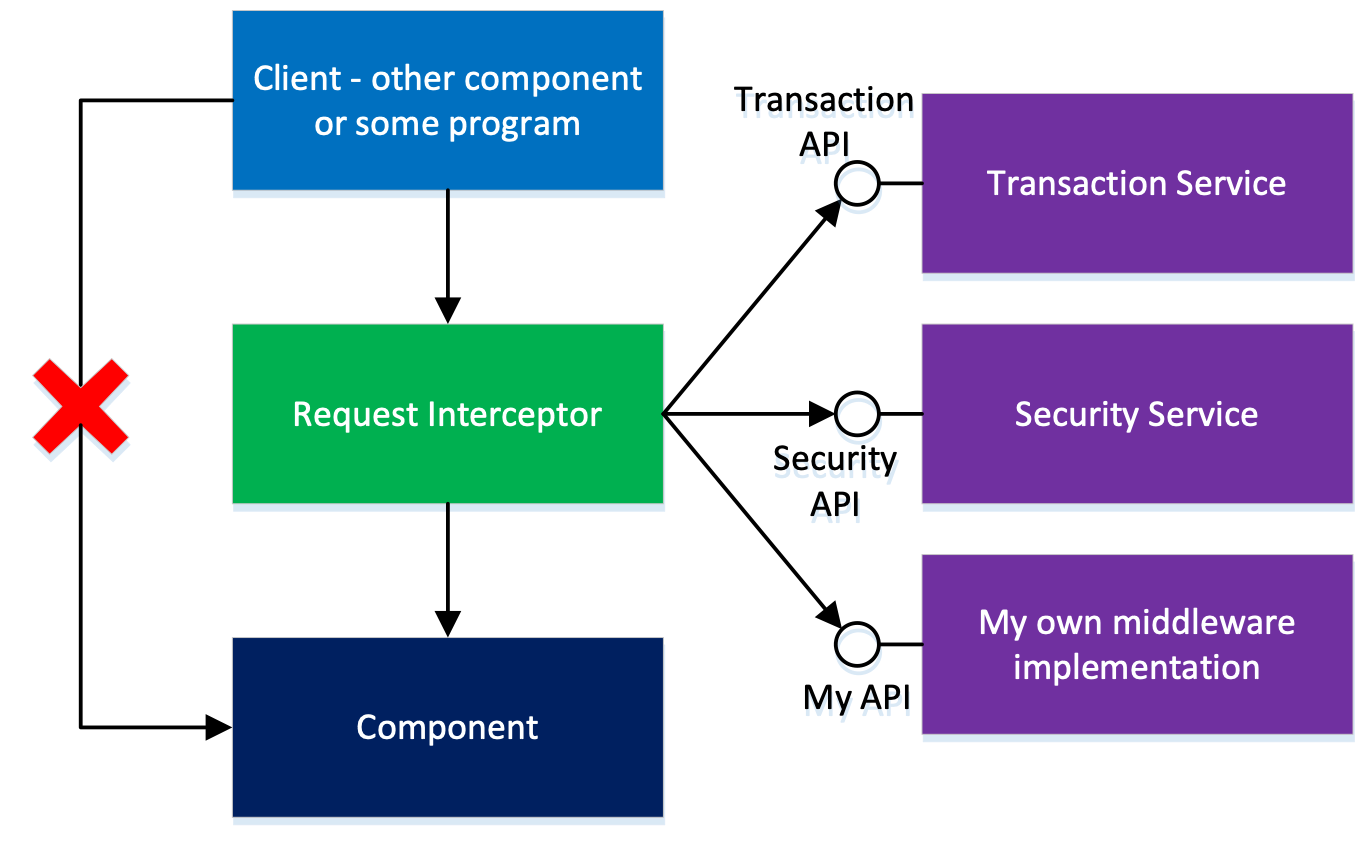 Client - other component
or some program
Transaction
API
Transaction Service
Request Interceptor
Security Service
Security
API
My own middleware
implementation
My API
Component